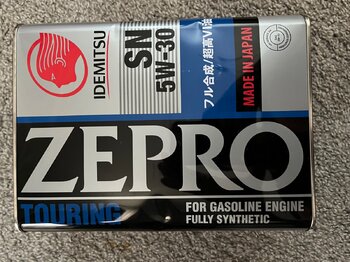 IDEMITSU
SN
5W-30
フル合成/超高VI油
MADE IN JAPAN
ZEPRO
TOURING
FOR GASOLINE ENGINE
FULLY SYNTHETIC